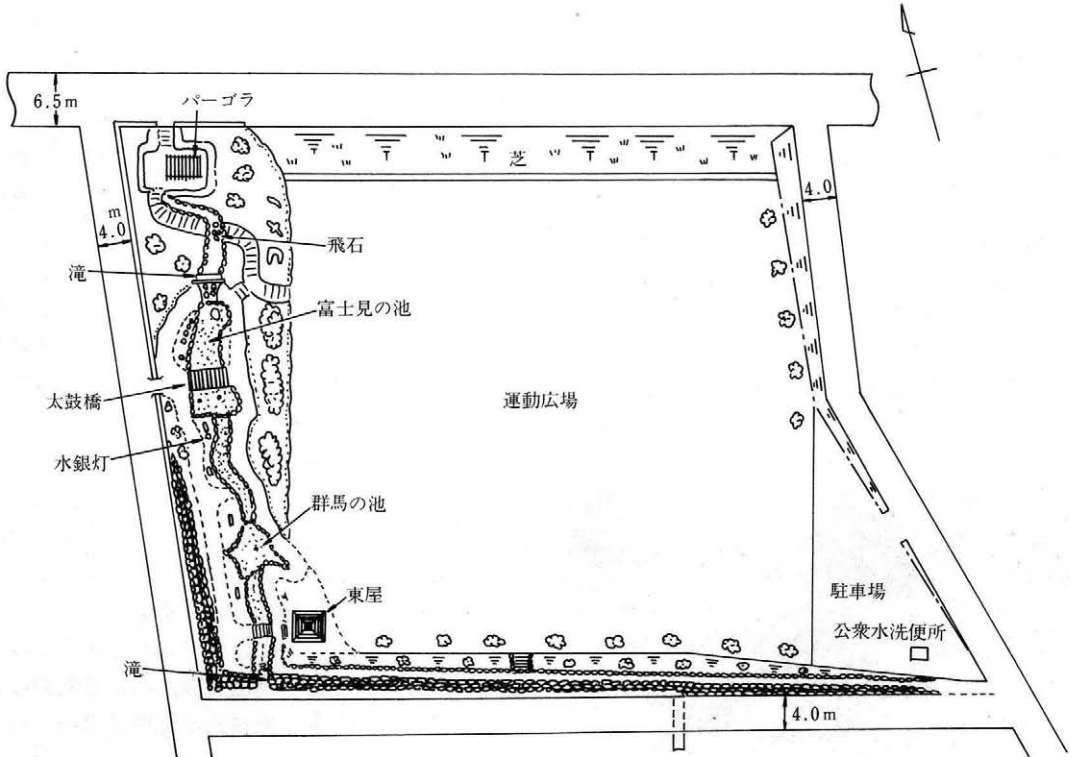 6.5m
パーゴラ
芝
4.0
m
4.0
飛石
滝
富士見の池
太鼓橋
運動広場
水銀灯
群馬の池
東屋
駐車場
公衆水洗便所
滝
4.0m